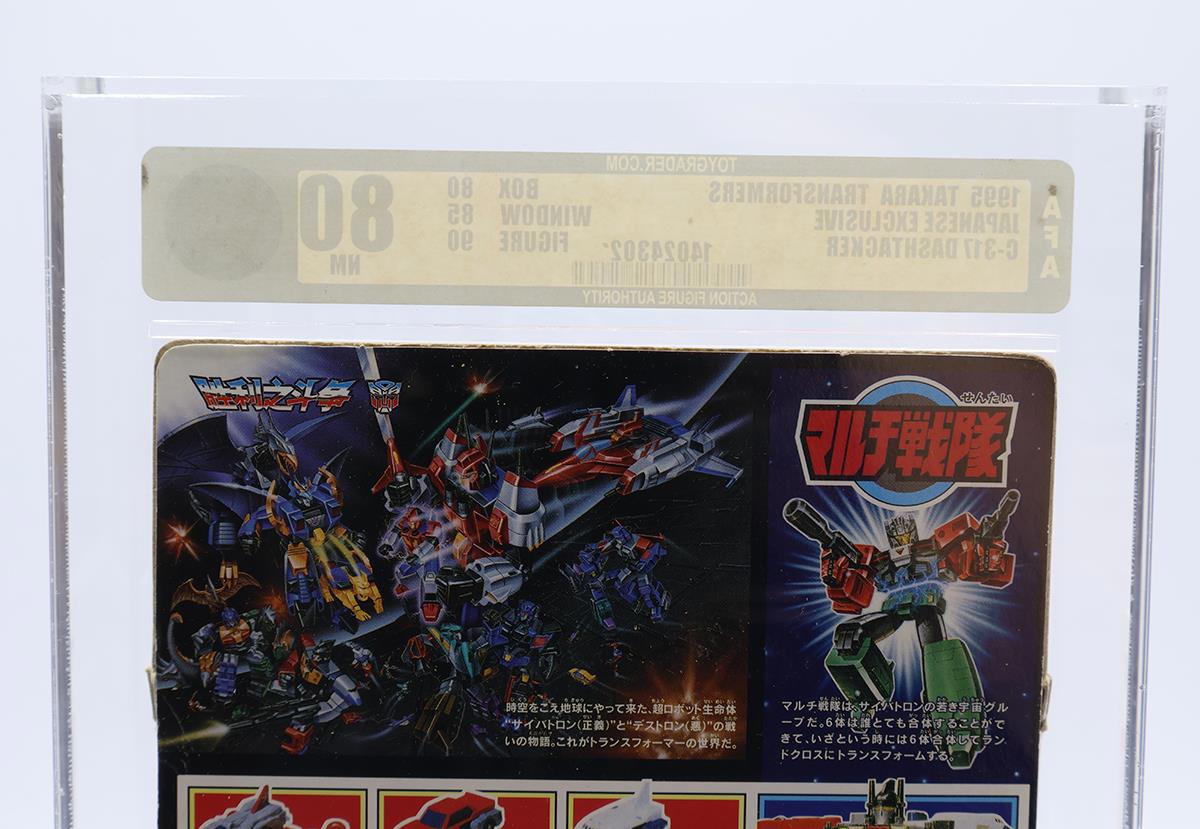 TOYGRADER.COM
1995 TAKARA TRANSFORMERS
JAPANESE EXCLUSIVE
C-317 DASHTACKER
14024302
BOX 80
WINDOW 85
FIGURE 90
80
NM
AFA
ACTION FIGURE AUTHORITY
胜利之斗争
せんたい
マルチ戦隊
時空をこえ地球にやって来た、超ロボット生命体
"サイバトロン(正義)"と"デストロン(悪)"の戦
いの物語。これがトランスフォーマーの世界だ。
マルチ戦隊は、サイバトロンの若き宇宙グルー
プだ。6体は誰とても合体することがで
きて、いざという時には6体合体してラン
ドクロスにトランスフォームする。